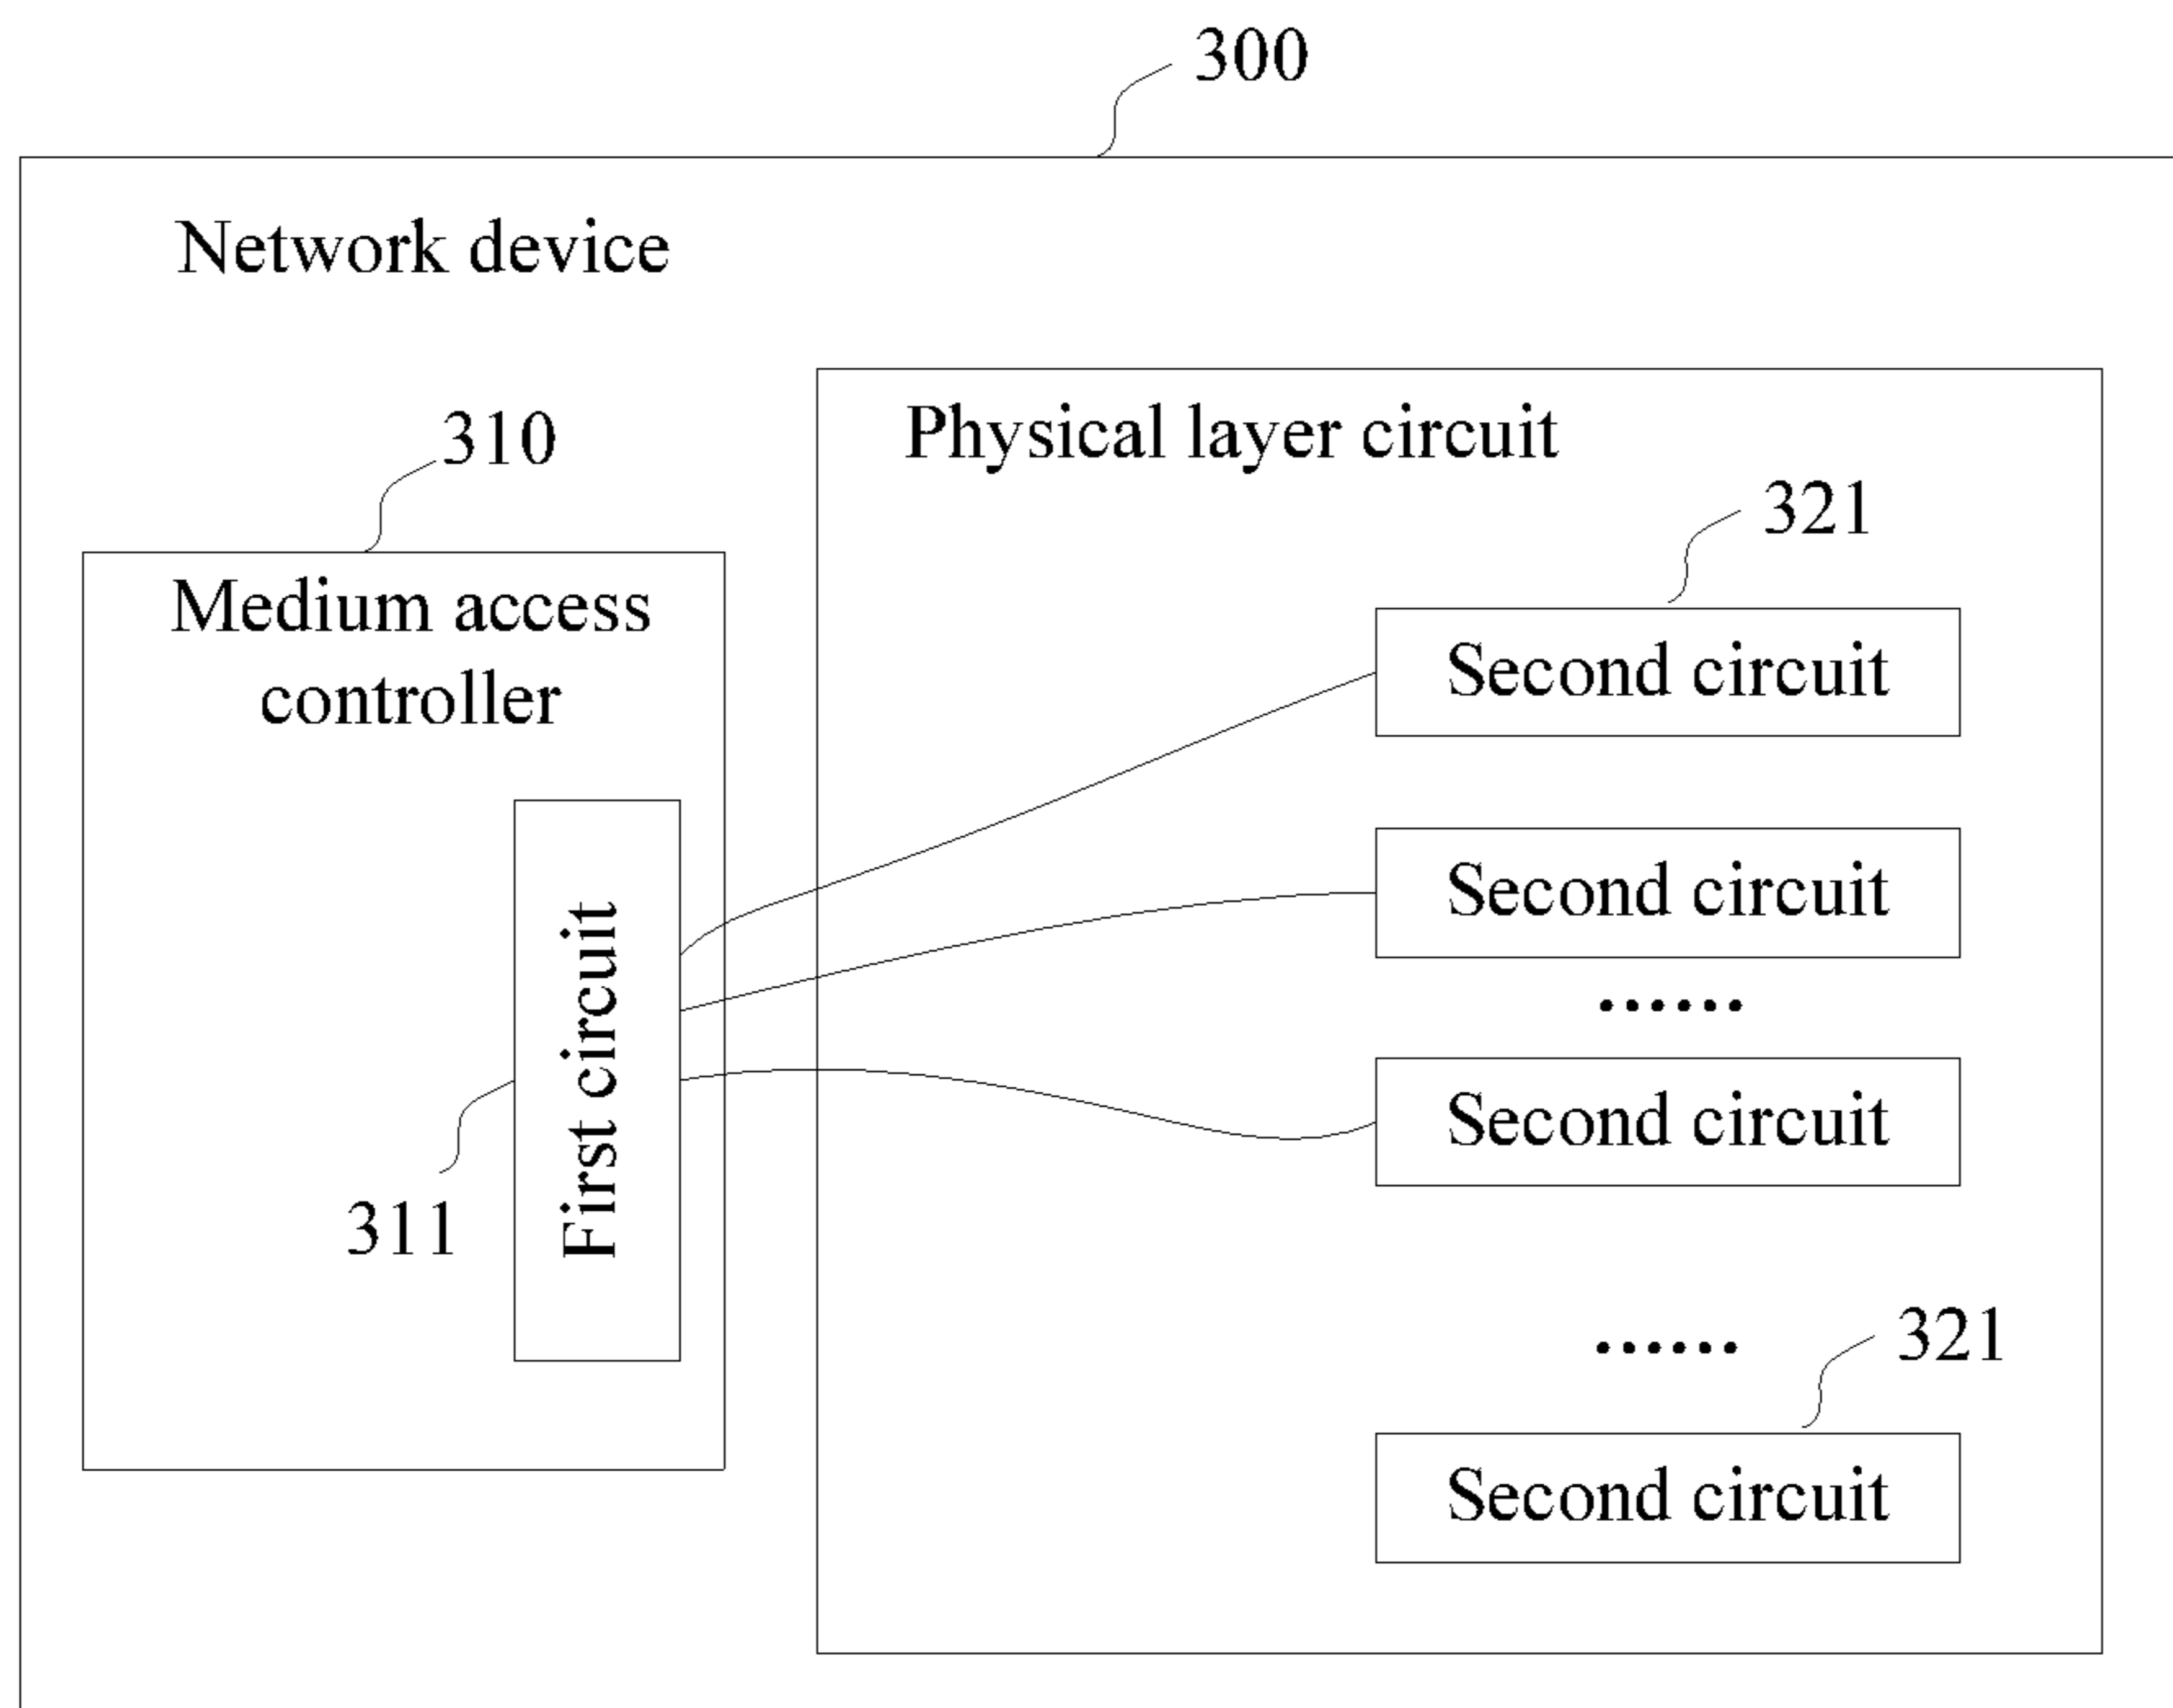 300
Network device
Physical layer circuit
310
321
Medium access
controller
Second circuit
Second circuit
......
First circuit
Second circuit
311
......
321
Second circuit